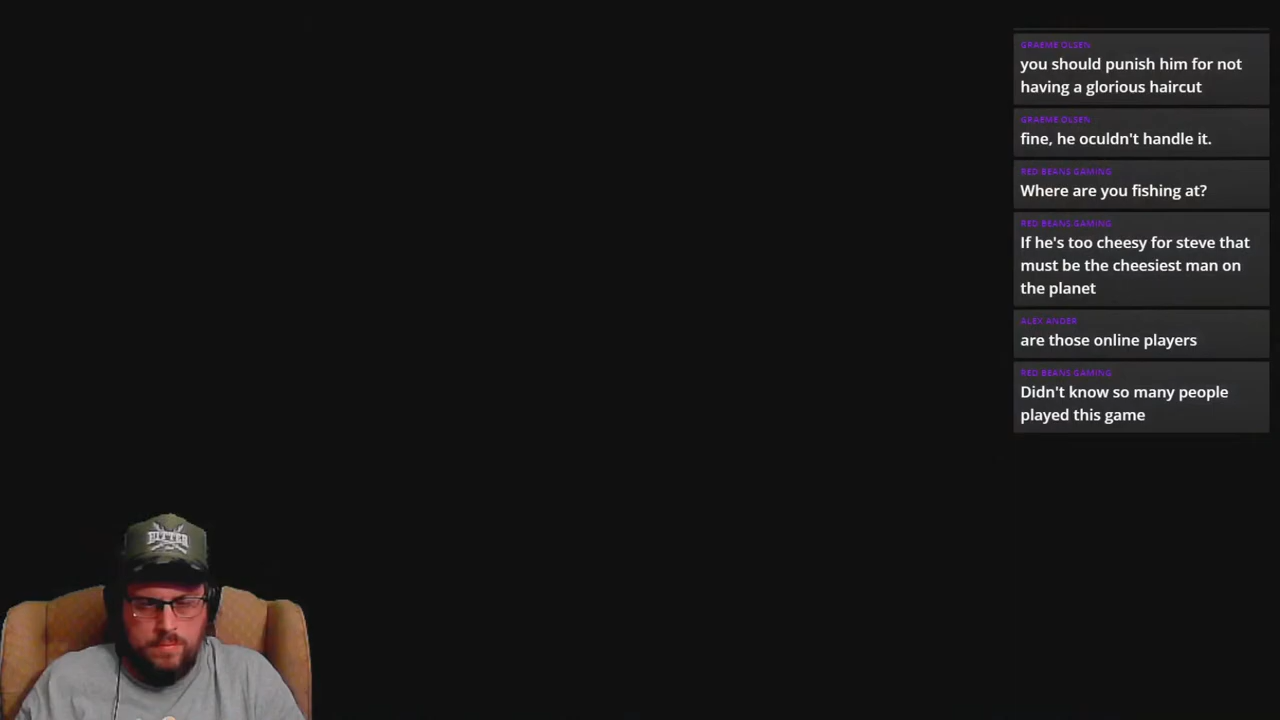 GRAEME OLSEN
you should punish him for not
having a glorious haircut
GRAEME OLSEN
fine, he oculdn't handle it.
RED BEANS GAMING
Where are you fishing at?
RED BEANS GAMING
If he's too cheesy for steve that
must be the cheesiest man on
the planet
ALEX ANDER
are those online players
RED BEANS GAMING
Didn't know so many people
played this game